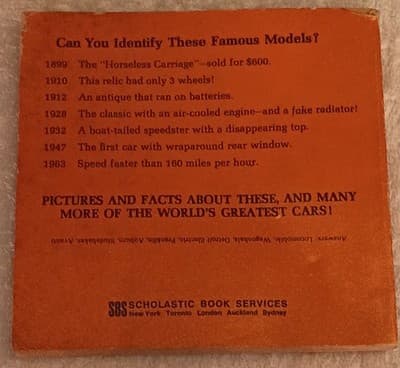 Can You Identify These Famous Models?
1899 The "Horseless Carriage"—sold for $600.
1910 This relic had only 3 wheels!
1912 An antique that ran on batteries.
1928 The classic with an air-cooled engine—and a fake radiator!
1932 A boat-tailed speedster with a disappearing top.
1947 The first car with wraparound rear window.
1963 Speed faster than 160 miles per hour.
PICTURES AND FACTS ABOUT THESE, AND MANY
MORE OF THE WORLD'S GREATEST CARS!
Answers: Locomobile, Wagonhals, Detroit Electric, Franklin, Auburn, Studebaker, Avanti
SBS SCHOLASTIC BOOK SERVICES
New York Toronto London Auckland Sydney